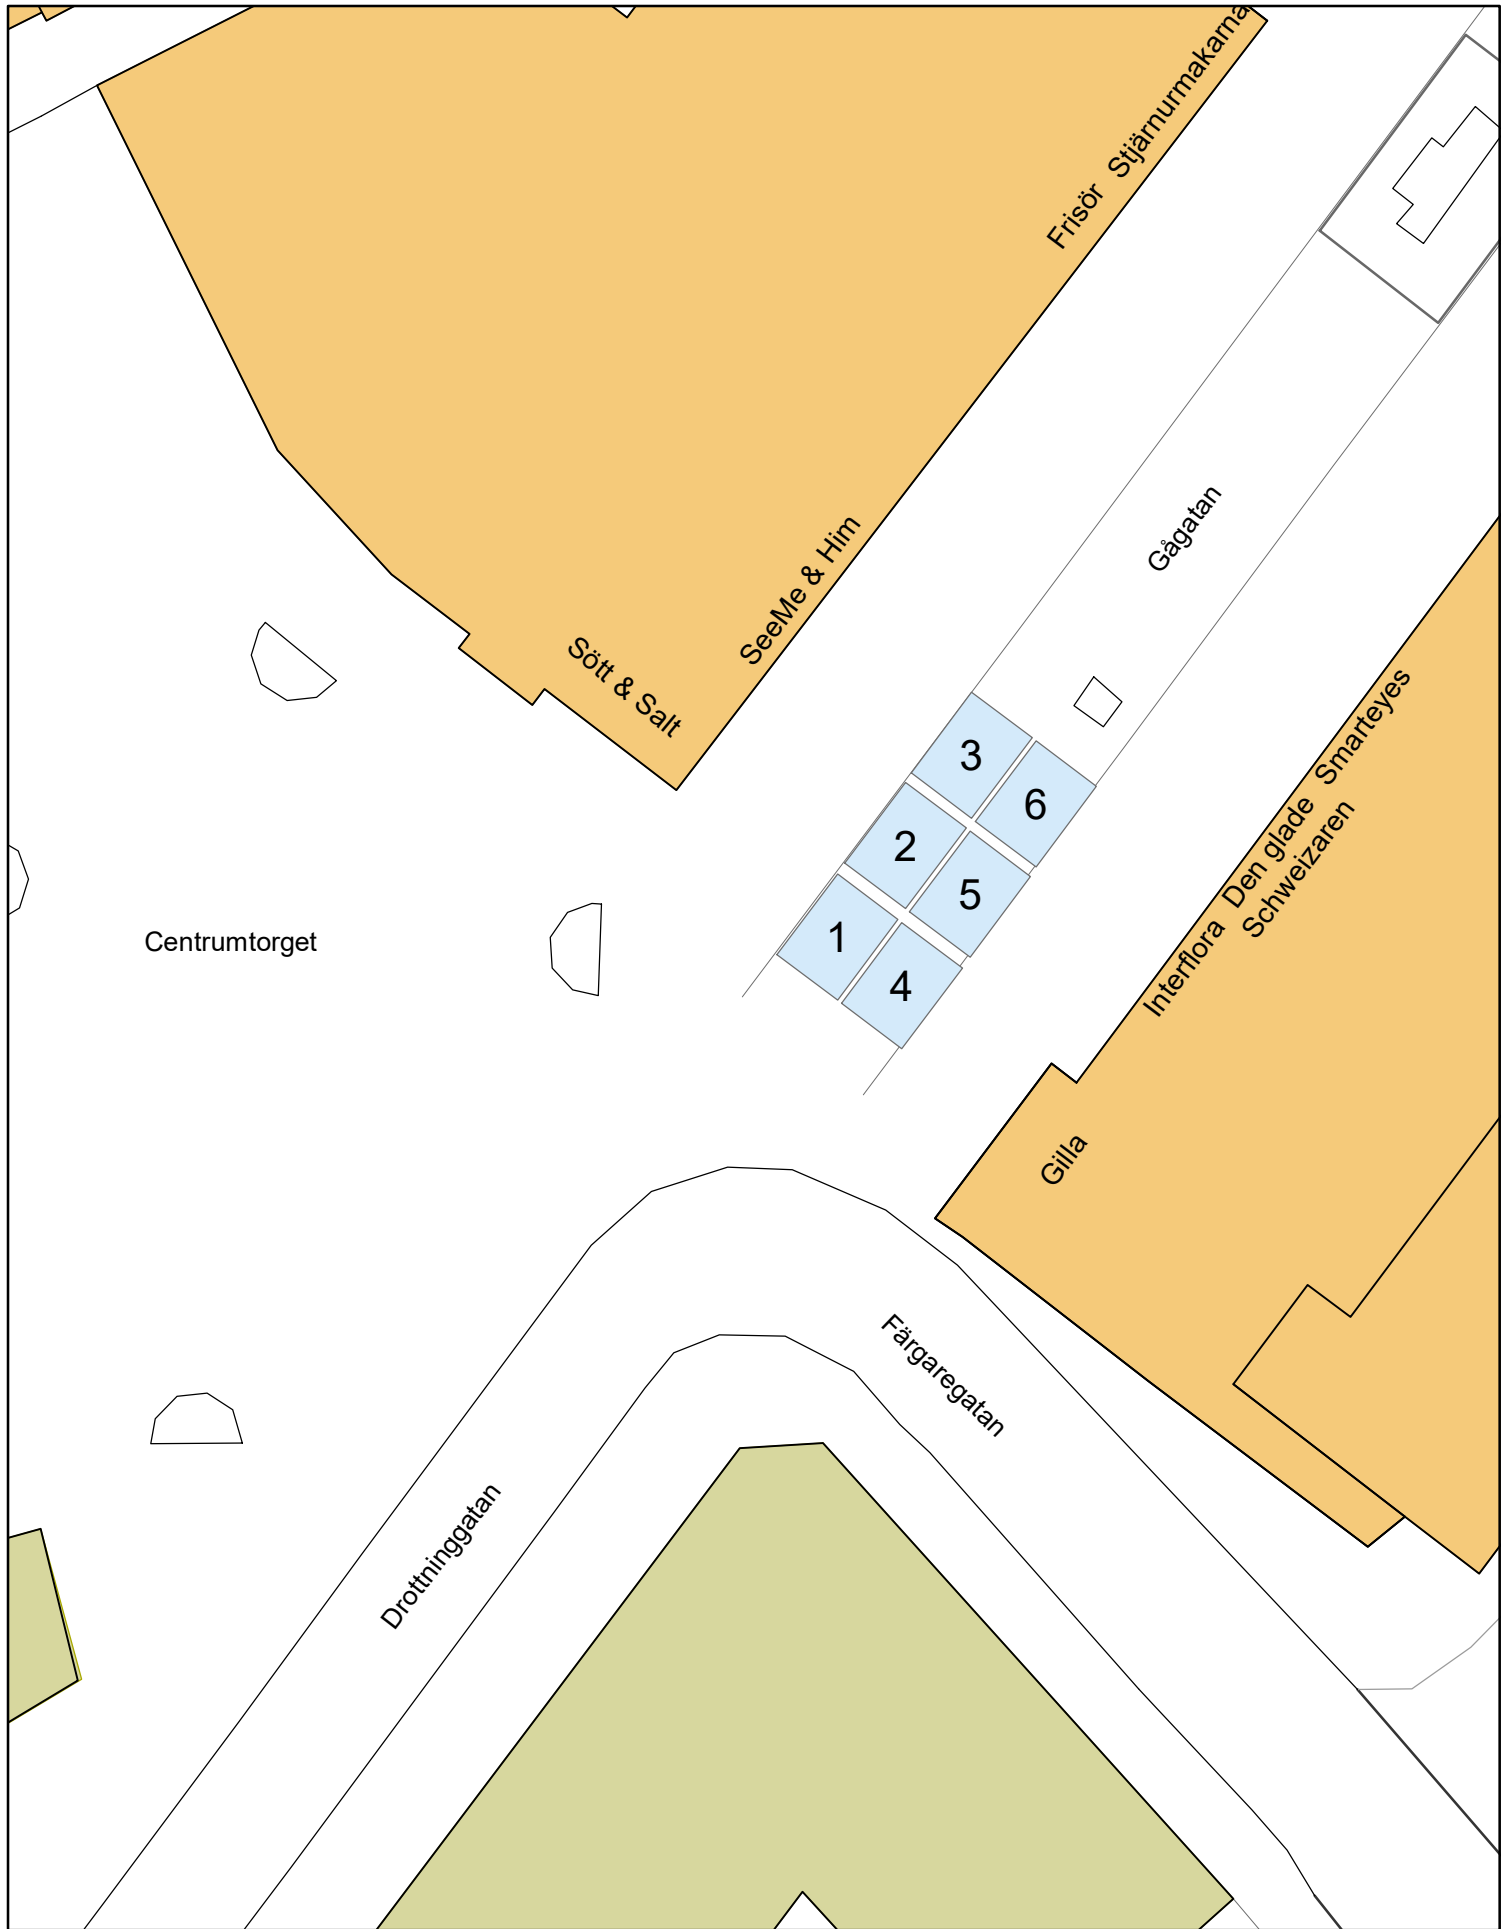 Frisör Stjärnurmakarna
Gågatan
SeeMe & Him
Sött & Salt
3
6
2
5
1
4
Interflora Den glade Smarteyes
Schweizaren
Centrumtorget
Gilla
Färgaregatan
Drottninggatan